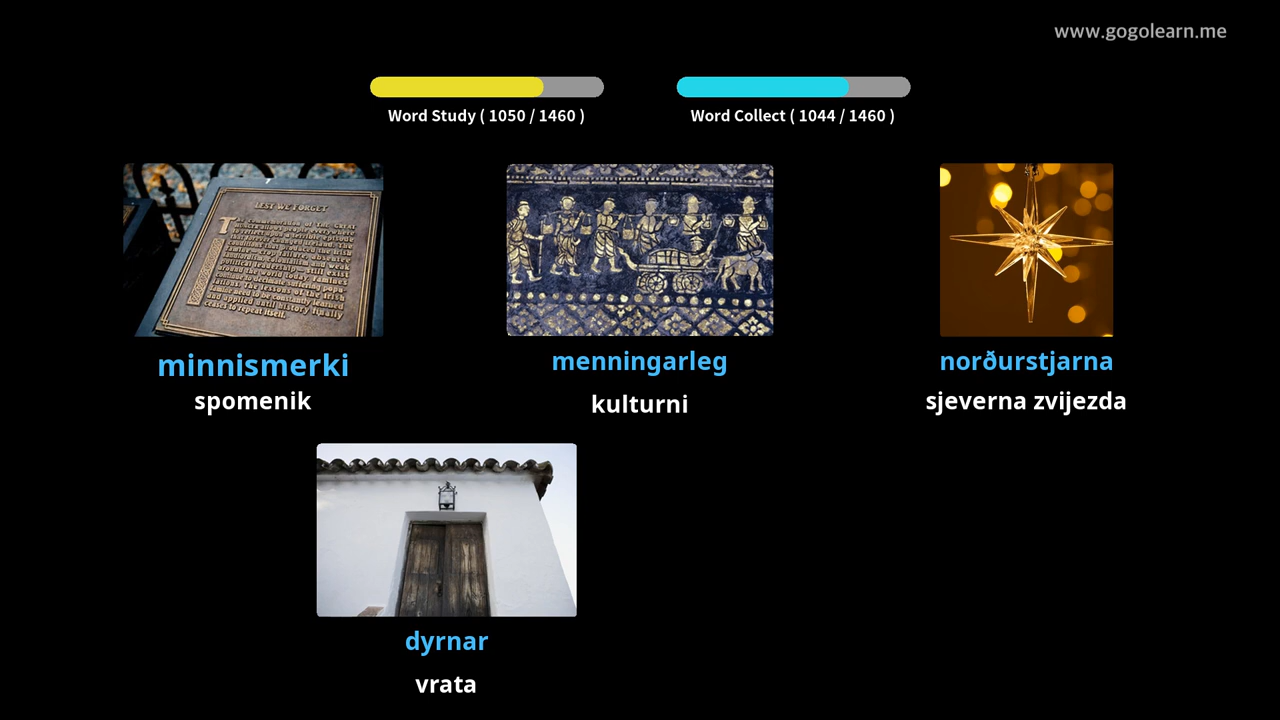 www.gogolearn.me
Word Study ( 1050 / 1460 )
Word Collect ( 1044 / 1460 )
LEST WE FORGET
minnismerki
spomenik
menningarleg
kulturni
norðurstjarna
sjeverna zvijezda
dyrnar
vrata